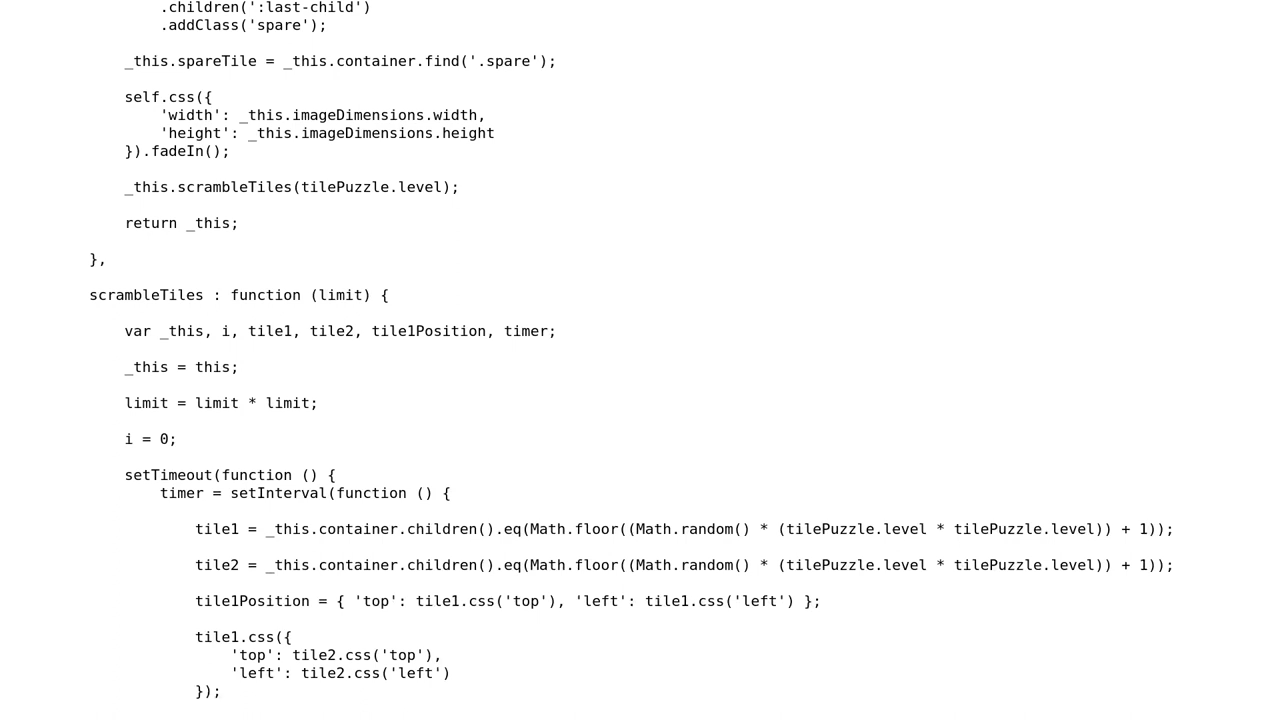 .children(':last-child')
.addClass('spare');
_this.spareTile = _this.container.find('.spare');
self.css({
'width': _this.imageDimensions.width,
'height': _this.imageDimensions.height
}).fadeIn();
_this.scrambleTiles(tilePuzzle.level);
return _this;
},
scrambleTiles : function (limit) {
var _this, i, tile1, tile2, tile1Position, timer;
_this = this;
limit = limit * limit;
i = 0;
setTimeout(function () {
timer = setInterval(function () {
tile1 = _this.container.children().eq(Math.floor((Math.random() * (tilePuzzle.level * tilePuzzle.level)) + 1));
tile2 = _this.container.children().eq(Math.floor((Math.random() * (tilePuzzle.level * tilePuzzle.level)) + 1));
tile1Position = { 'top': tile1.css('top'), 'left': tile1.css('left') };
tile1.css({
'top': tile2.css('top'),
'left': tile2.css('left')
});